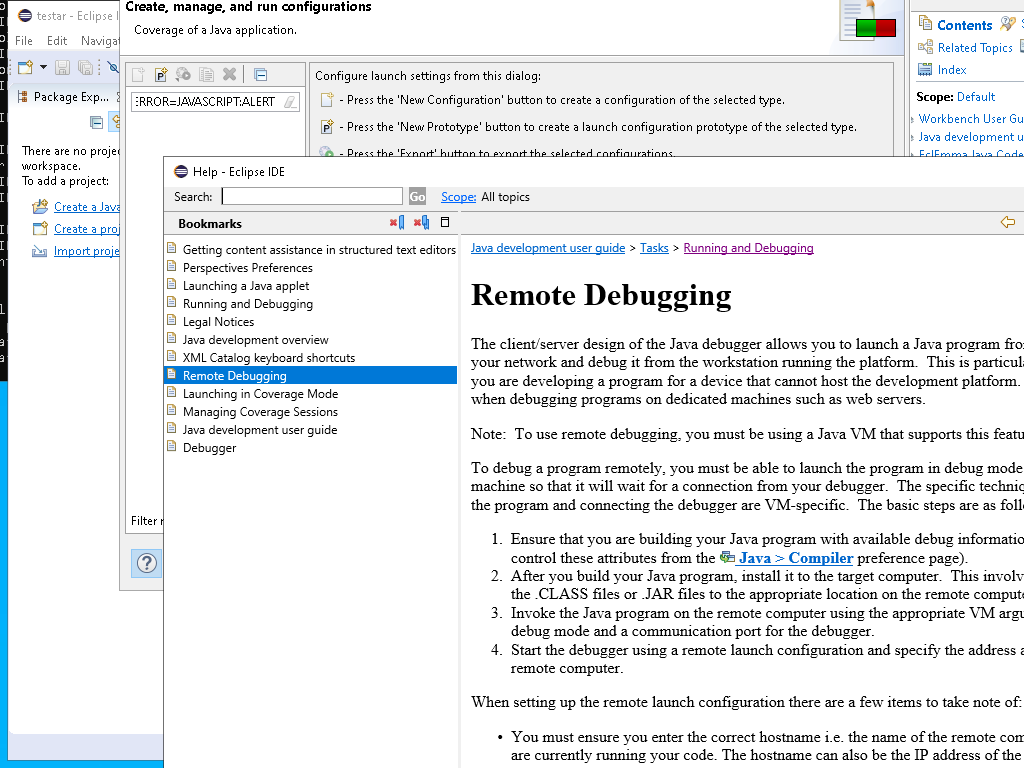 testar - Eclipse I
File Edit Navigat
Package Exp...
There are no projec
workspace.
To add a project:
Create a Java
Create a proj
Import proje
Create, manage, and run configurations
Coverage of a Java application.
ERROR=JAVASCRIPT:ALERT
Filter
Configure launch settings from this dialog:
- Press the 'New Configuration' button to create a configuration of the selected type.
- Press the 'New Prototype' button to create a launch configuration prototype of the selected type.
- Press the 'Export' button to export the selected configurations.
Contents
Related Topics
Index
Scope: Default
Workbench User Gu
Java development u
EclEmma Java Code
Help - Eclipse IDE
Search: Go Scope: All topics
Bookmarks
Getting content assistance in structured text editors
Perspectives Preferences
Launching a Java applet
Running and Debugging
Legal Notices
Java development overview
XML Catalog keyboard shortcuts
Remote Debugging
Launching in Coverage Mode
Managing Coverage Sessions
Java development user guide
Debugger
Java development user guide > Tasks > Running and Debugging
Remote Debugging
The client/server design of the Java debugger allows you to launch a Java program fro
your network and debug it from the workstation running the platform. This is particula
you are developing a program for a device that cannot host the development platform.
when debugging programs on dedicated machines such as web servers.
Note: To use remote debugging, you must be using a Java VM that supports this featu
To debug a program remotely, you must be able to launch the program in debug mode
machine so that it will wait for a connection from your debugger. The specific techniq
the program and connecting the debugger are VM-specific. The basic steps are as foll
1. Ensure that you are building your Java program with available debug informatio
control these attributes from the Java > Compiler preference page).
2. After you build your Java program, install it to the target computer. This involv
the .CLASS files or .JAR files to the appropriate location on the remote compute
3. Invoke the Java program on the remote computer using the appropriate VM argu
debug mode and a communication port for the debugger.
4. Start the debugger using a remote launch configuration and specify the address a
remote computer.
When setting up the remote launch configuration there are a few items to take note of:
• You must ensure you enter the correct hostname i.e. the name of the remote com
are currently running your code. The hostname can also be the IP address of the